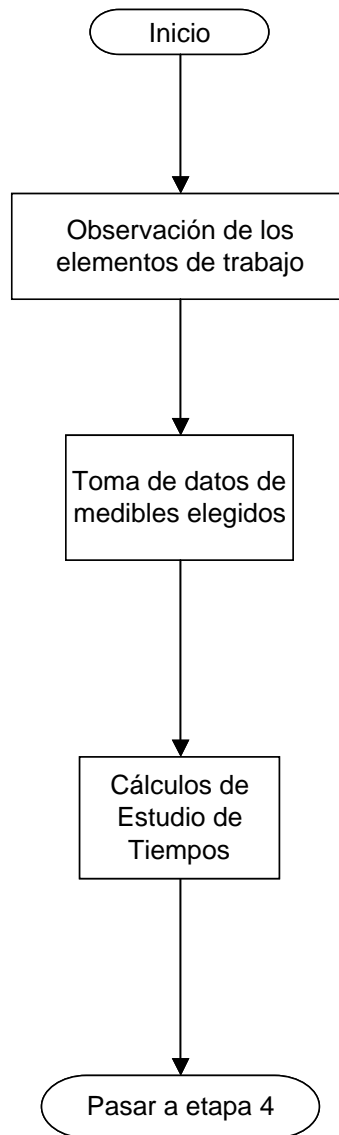 Inicio
Observación de los
elementos de trabajo
Toma de datos de
medibles elegidos
Cálculos de
Estudio de
Tiempos
Pasar a etapa 4